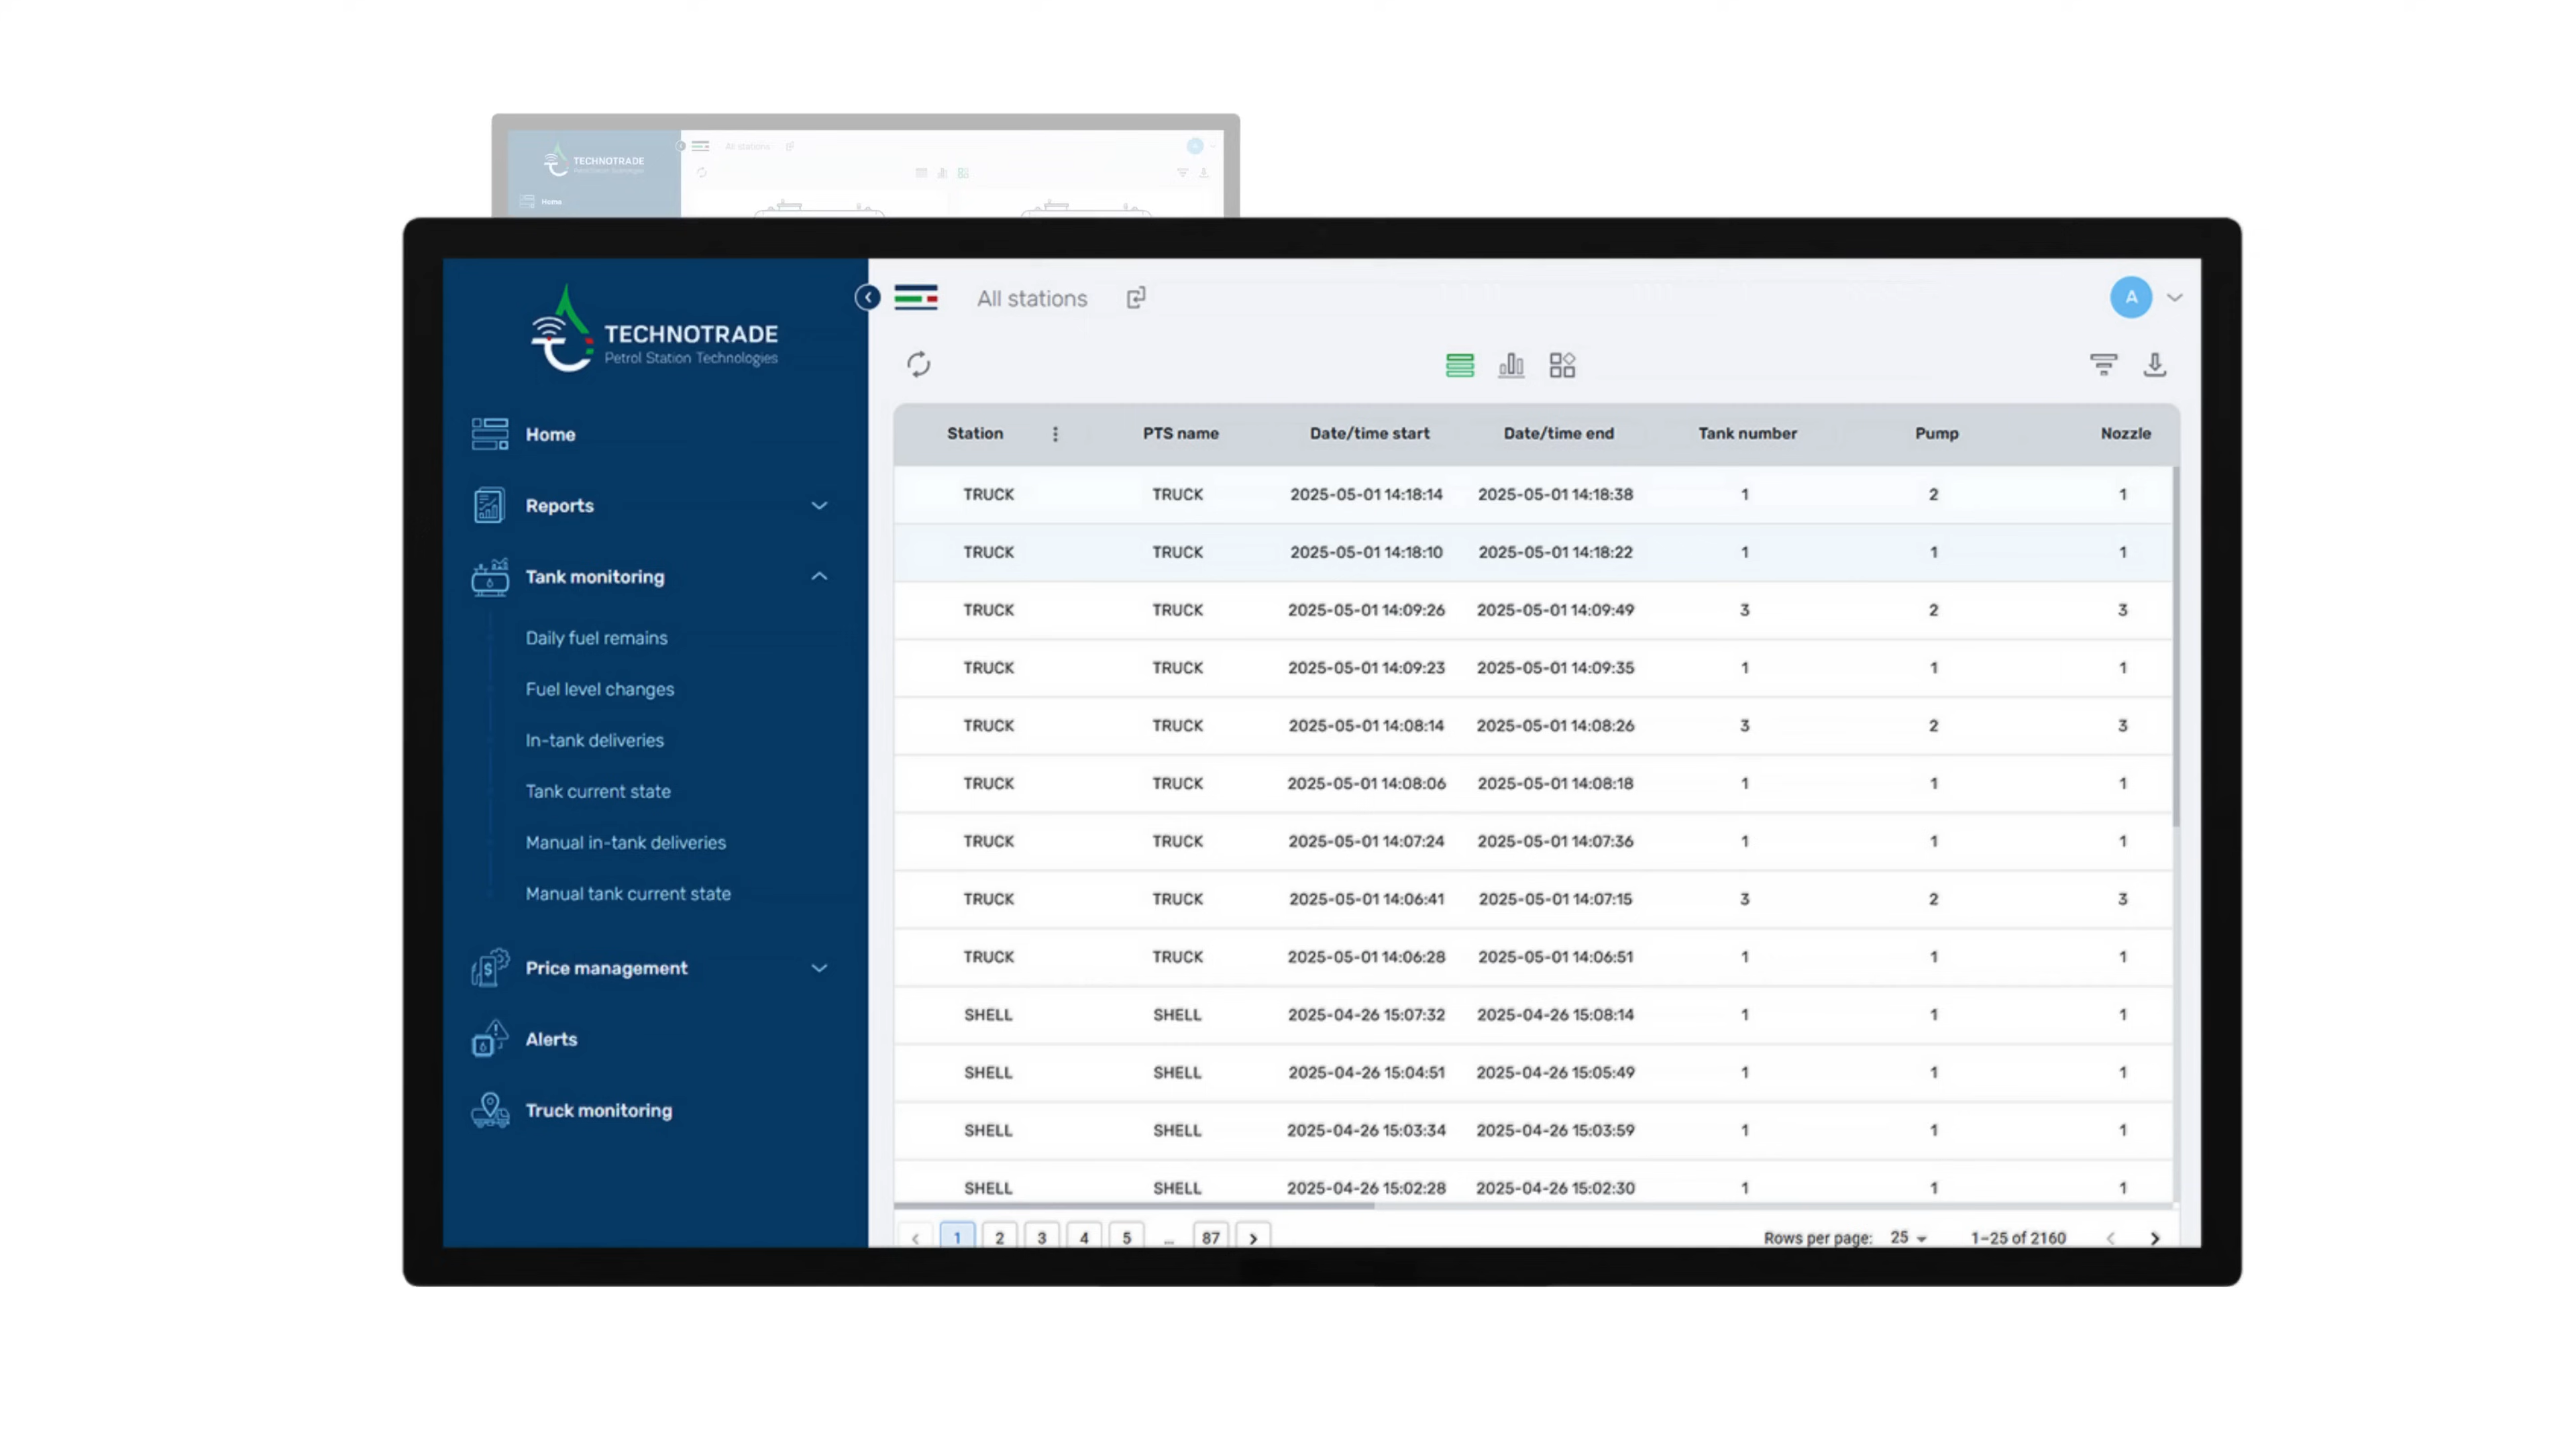 TECHNOTRADE
All stations
Home
All stations
A
TECHNOTRADE
Petrol Station Technologies
Home
Reports
Tank monitoring
Daily fuel remains
Fuel level changes
In-tank deliveries
Tank current state
Manual in-tank deliveries
Manual tank current state
Price management
Alerts
Truck monitoring
Station PTS name Date/time start Date/time end Tank number Pump Nozzle
TRUCK TRUCK 2025-05-01 14:18:14 2025-05-01 14:18:38 1 2 1
TRUCK TRUCK 2025-05-01 14:18:10 2025-05-01 14:18:22 1 1 1
TRUCK TRUCK 2025-05-01 14:09:26 2025-05-01 14:09:49 3 2 3
TRUCK TRUCK 2025-05-01 14:09:23 2025-05-01 14:09:35 1 1 1
TRUCK TRUCK 2025-05-01 14:08:14 2025-05-01 14:08:26 3 2 3
TRUCK TRUCK 2025-05-01 14:08:06 2025-05-01 14:08:18 1 1 1
TRUCK TRUCK 2025-05-01 14:07:24 2025-05-01 14:07:36 1 1 1
TRUCK TRUCK 2025-05-01 14:06:41 2025-05-01 14:07:15 3 2 3
TRUCK TRUCK 2025-05-01 14:06:28 2025-05-01 14:06:51 1 1 1
SHELL SHELL 2025-04-26 15:07:32 2025-04-26 15:08:14 1 1 1
SHELL SHELL 2025-04-26 15:04:51 2025-04-26 15:05:49 1 1 1
SHELL SHELL 2025-04-26 15:03:34 2025-04-26 15:03:59 1 1 1
SHELL SHELL 2025-04-26 15:02:28 2025-04-26 15:02:30 1 1 1
1 2 3 4 5 ... 87 Rows per page: 25 1–25 of 2160